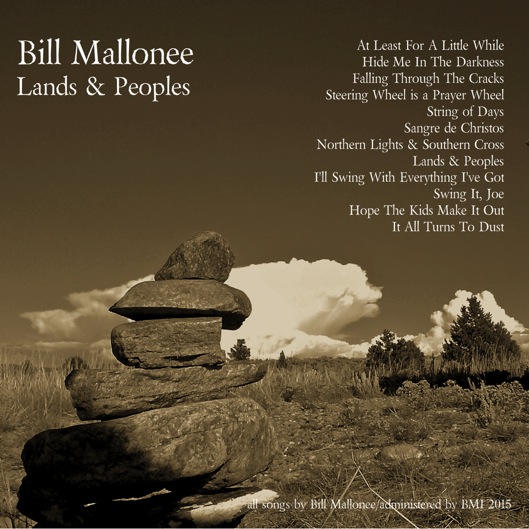 Bill Mallonee
Lands & Peoples
At Least For A Little While
Hide Me In The Darkness
Falling Through The Cracks
Steering Wheel is a Prayer Wheel
String of Days
Sangre de Christos
Northern Lights & Southern Cross
Lands & Peoples
I'll Swing With Everything I've Got
Swing It, Joe
Hope The Kids Make It Out
It All Turns To Dust
all songs by Bill Mallonee/administered by BMI 2015